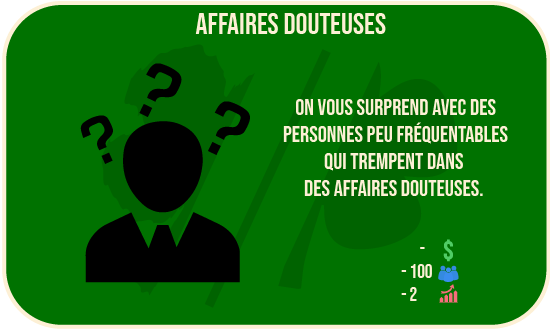 AFFAIRES DOUTEUSES
?
?
?
ON VOUS SURPREND AVEC DES
PERSONNES PEU FRÉQUENTABLES
QUI TREMPENT DANS
DES AFFAIRES DOUTEUSES.
- $
- 100
- 2